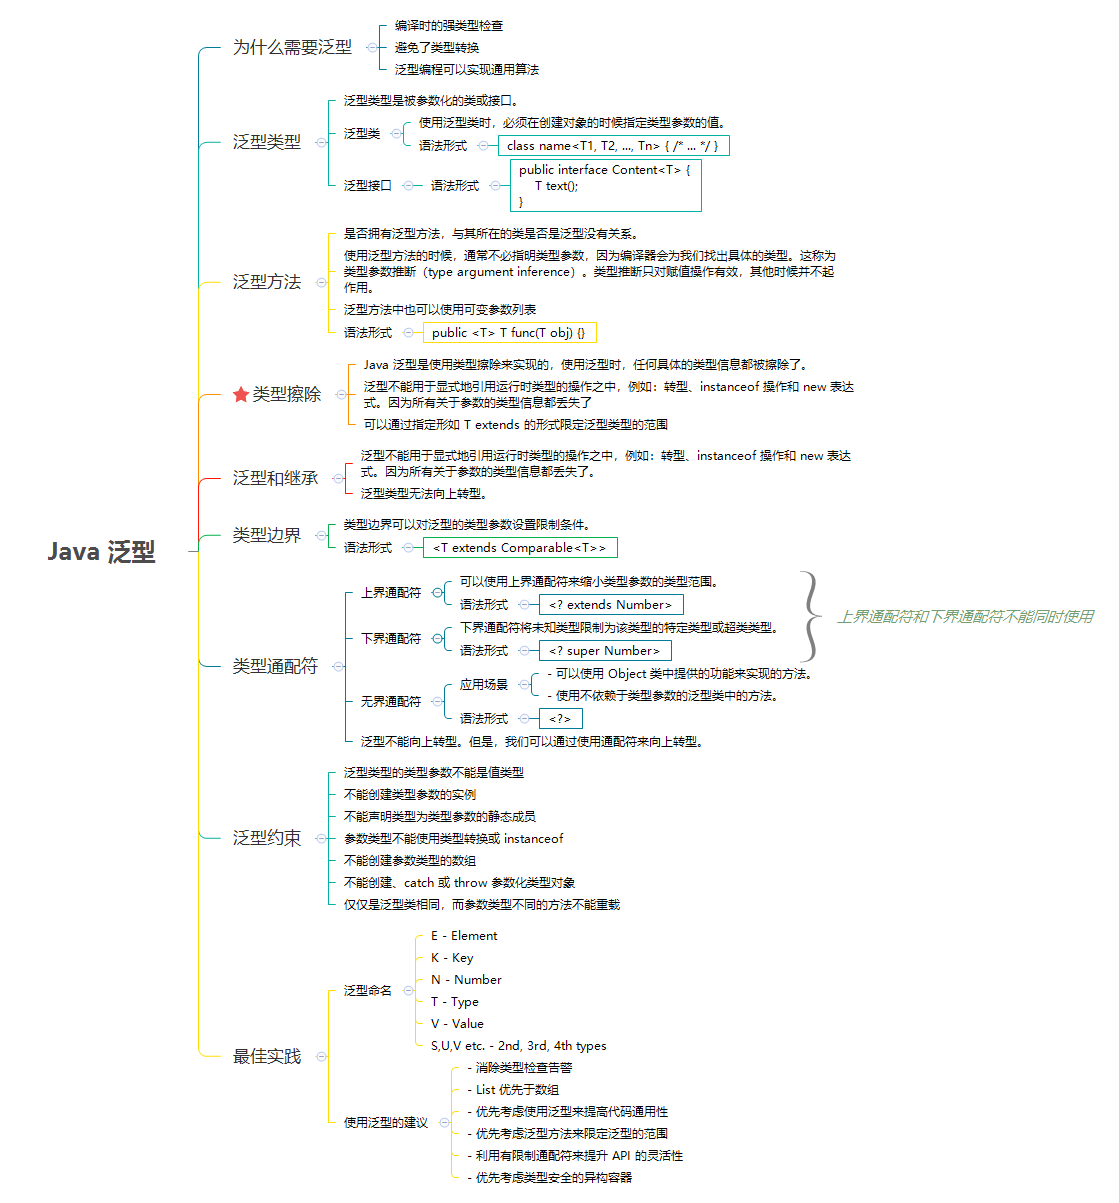 Java 泛型
为什么需要泛型
编译时的强类型检查
避免了类型转换
泛型编程可以实现通用算法
泛型类型
泛型类型是被参数化的类或接口。
泛型类
使用泛型类时，必须在创建对象的时候指定类型参数的值。
语法形式
class name<T1, T2, ..., Tn> { /* ... */ }
泛型接口
语法形式
public interface Content<T> {
T text();
}
泛型方法
是否拥有泛型方法，与其所在的类是否是泛型没有关系。
使用泛型方法的时候，通常不必指明类型参数，因为编译器会为我们找出具体的类型。这称为
类型参数推断（type argument inference）。类型推断只对赋值操作有效，其他时候并不起
作用。
泛型方法中也可以使用可变参数列表
语法形式
public <T> T func(T obj) {}
类型擦除
Java 泛型是使用类型擦除来实现的，使用泛型时，任何具体的类型信息都被擦除了。
泛型不能用于显式地引用运行时类型的操作之中，例如：转型、instanceof 操作和 new 表达
式。因为所有关于参数的类型信息都丢失了
可以通过指定形如 T extends 的形式限定泛型类型的范围
泛型和继承
泛型不能用于显式地引用运行时类型的操作之中，例如：转型、instanceof 操作和 new 表达
式。因为所有关于参数的类型信息都丢失了。
泛型类型无法向上转型。
类型边界
类型边界可以对泛型的类型参数设置限制条件。
语法形式
<T extends Comparable<T>>
类型通配符
上界通配符
可以使用上界通配符来缩小类型参数的类型范围。
语法形式
<? extends Number>
下界通配符
下界通配符将未知类型限制为该类型的特定类型或超类类型。
语法形式
<? super Number>
上界通配符和下界通配符不能同时使用
无界通配符
应用场景
- 可以使用 Object 类中提供的功能来实现的方法。
- 使用不依赖于类型参数的泛型类中的方法。
语法形式
<?>
泛型不能向上转型。但是，我们可以通过使用通配符来向上转型。
泛型约束
泛型类型的类型参数不能是值类型
不能创建类型参数的实例
不能声明类型为类型参数的静态成员
参数类型不能使用类型转换或 instanceof
不能创建参数类型的数组
不能创建、catch 或 throw 参数化类型对象
仅仅是泛型类相同，而参数类型不同的方法不能重载
最佳实践
泛型命名
E - Element
K - Key
N - Number
T - Type
V - Value
S,U,V etc. - 2nd, 3rd, 4th types
使用泛型的建议
- 消除类型检查告警
- List 优先于数组
- 优先考虑使用泛型来提高代码通用性
- 优先考虑泛型方法来限定泛型的范围
- 利用有限制通配符来提升 API 的灵活性
- 优先考虑类型安全的异构容器